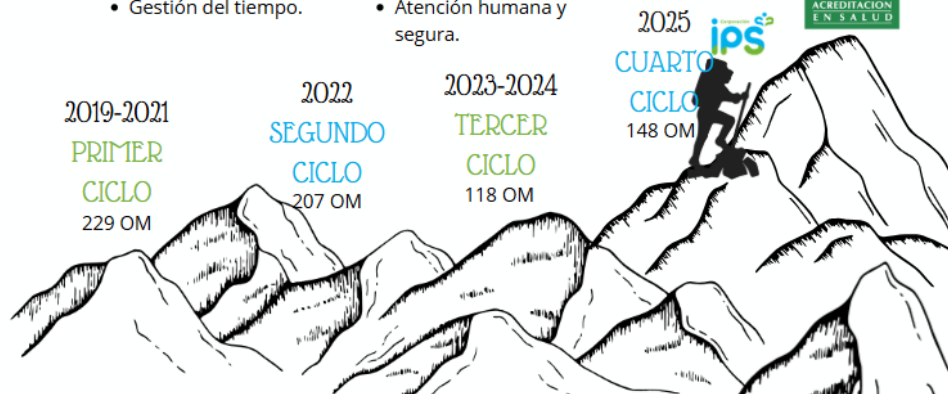 • Gestión del tiempo.
• Atención humana y
segura.
2019-2021
PRIMER
CICLO
229 OM
2022
SEGUNDO
CICLO
207 OM
2023-2024
TERCER
CICLO
118 OM
2025
CUARTO
CICLO
148 OM
Corporación
ips
ACREDITACION
EN SALUD